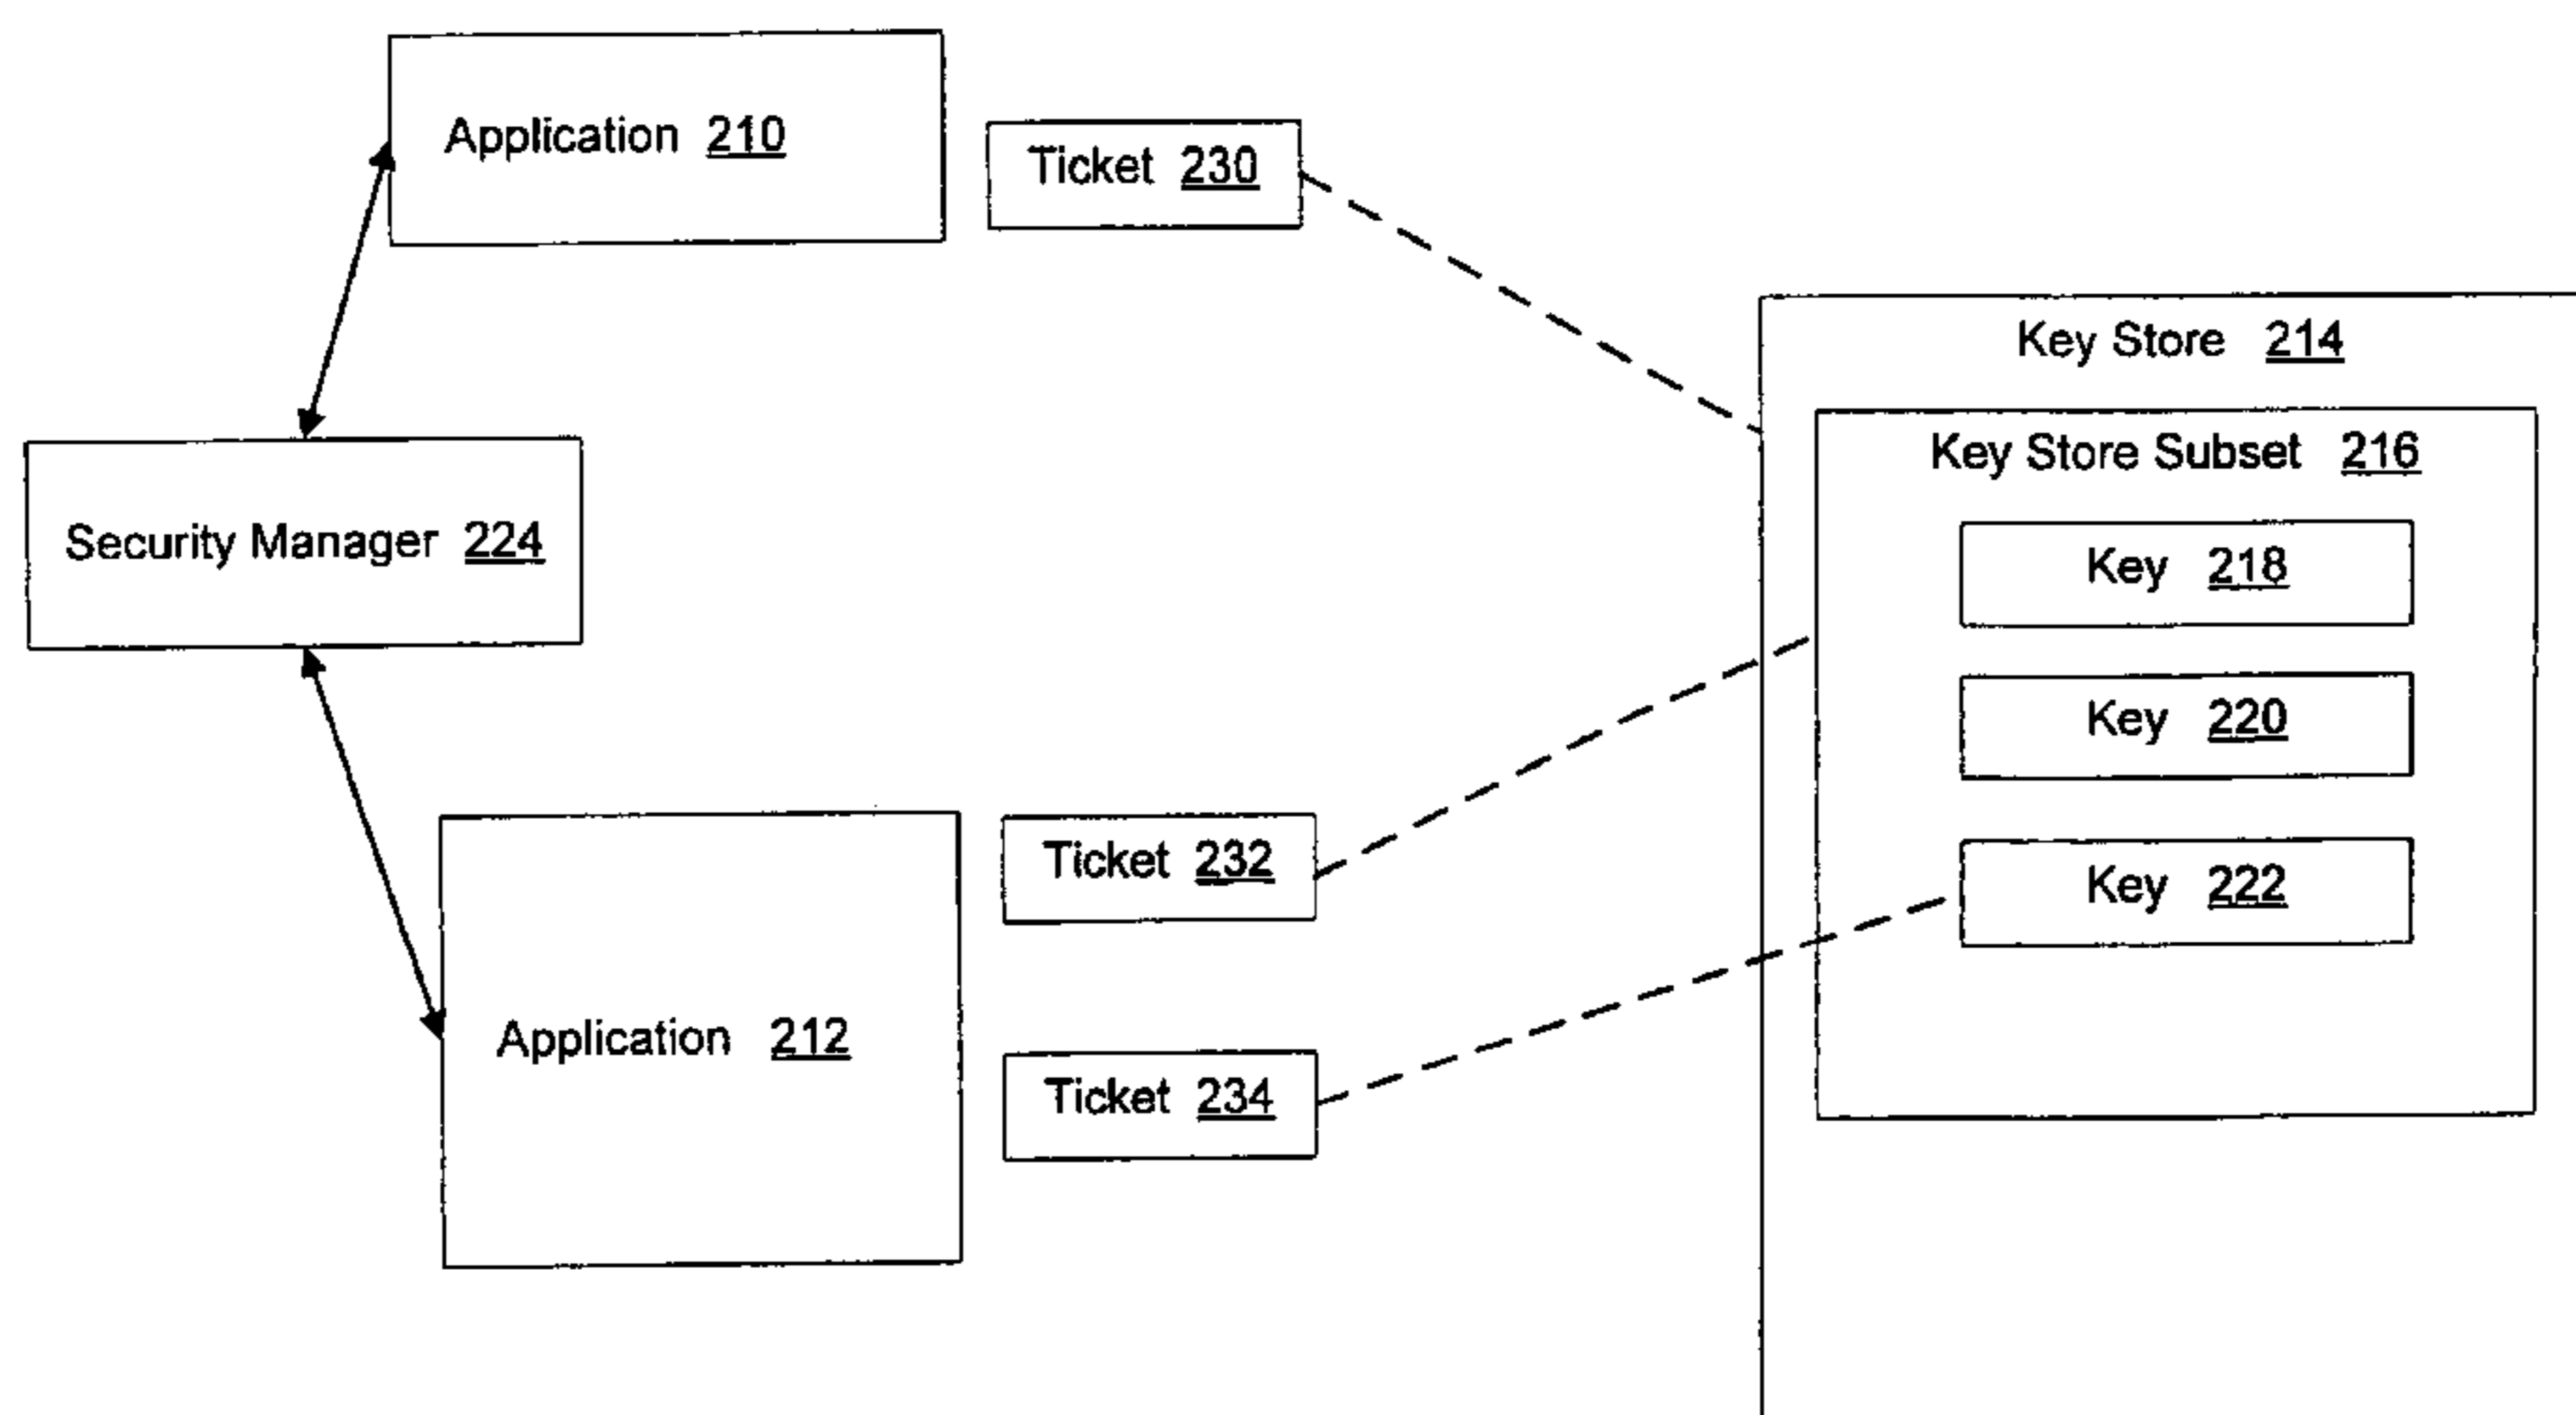 Application 210
Ticket 230
Key Store 214
Key Store Subset 216
Security Manager 224
Key 218
Key 220
Ticket 232
Key 222
Application 212
Ticket 234